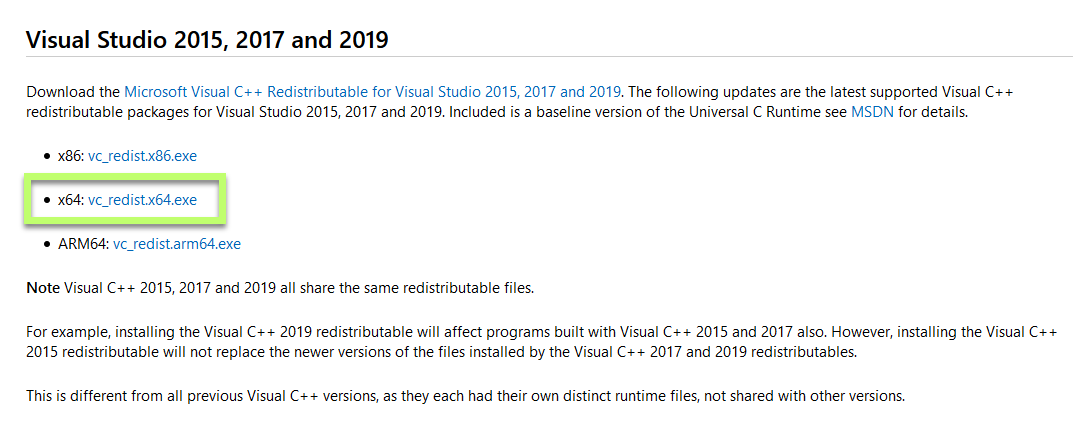 Visual Studio 2015, 2017 and 2019
Download the Microsoft Visual C++ Redistributable for Visual Studio 2015, 2017 and 2019. The following updates are the latest supported Visual C++
redistributable packages for Visual Studio 2015, 2017 and 2019. Included is a baseline version of the Universal C Runtime see MSDN for details.
• x86: vc_redist.x86.exe
• x64: vc_redist.x64.exe
• ARM64: vc_redist.arm64.exe
Note Visual C++ 2015, 2017 and 2019 all share the same redistributable files.
For example, installing the Visual C++ 2019 redistributable will affect programs built with Visual C++ 2015 and 2017 also. However, installing the Visual C++
2015 redistributable will not replace the newer versions of the files installed by the Visual C++ 2017 and 2019 redistributables.
This is different from all previous Visual C++ versions, as they each had their own distinct runtime files, not shared with other versions.